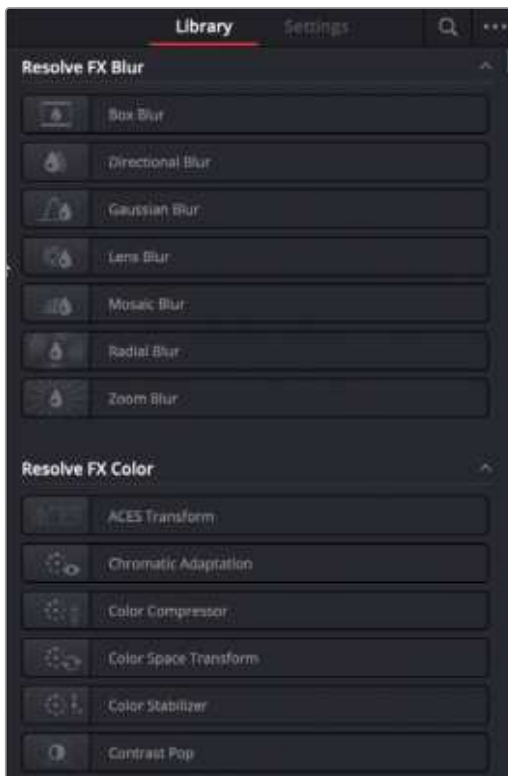 Library Settings
Resolve FX Blur
Box Blur
Directional Blur
Gaussian Blur
Lens Blur
Mosaic Blur
Radial Blur
Zoom Blur
Resolve FX Color
ACES ACES Transform
Chromatic Adaptation
Color Compressor
Color Space Transform
Color Stabilizer
Contrast Pop